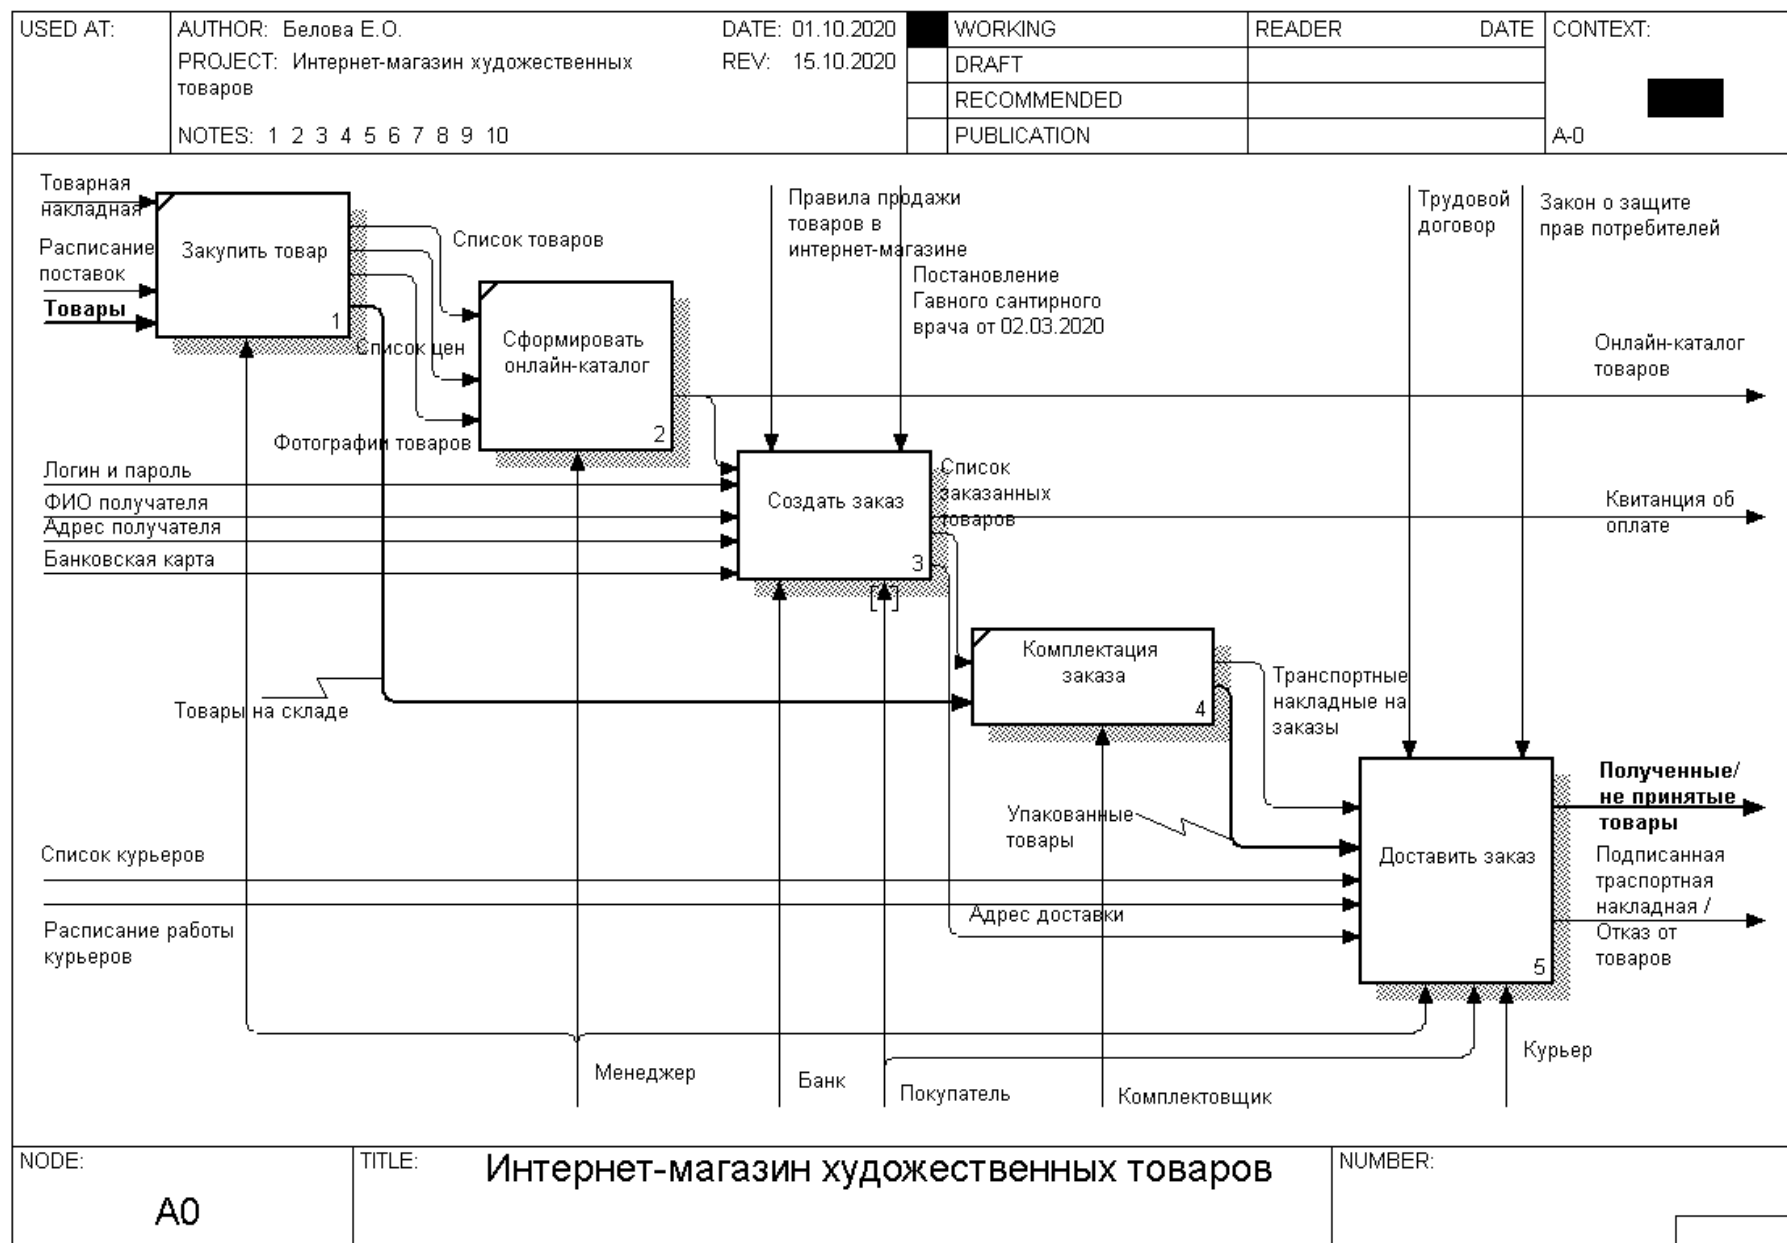 USED AT:
AUTHOR: Белова Е.О.
DATE: 01.10.2020
PROJECT: Интернет-магазин художественных
товаров
REV: 15.10.2020
NOTES: 1 2 3 4 5 6 7 8 9 10
WORKING
DRAFT
RECOMMENDED
PUBLICATION
READER
DATE
CONTEXT:
A-0
Товарная
накладная
Расписание
поставок
Товары
Закупить товар
1
Список товаров
Список цен
Фотографии товаров
Сформировать
онлайн-каталог
2
Правила продажи
товаров в
интернет-магазине
Постановление
Гавного сантирного
врача от 02.03.2020
Трудовой
договор
Закон о защите
прав потребителей
Онлайн-каталог
товаров
Логин и пароль
ФИО получателя
Адрес получателя
Банковская карта
Создать заказ
3
Список
заказанных
товаров
Квитанция об
оплате
Комплектация
заказа
4
Товары на складе
Транспортные
накладные на
заказы
Упакованные
товары
Доставить заказ
5
Полученные/
не принятые
товары
Подписанная
траспортная
накладная /
Отказ от
товаров
Список курьеров
Расписание работы
курьеров
Адрес доставки
Менеджер
Банк
Покупатель
Комплектовщик
Курьер
NODE:
A0
TITLE:
Интернет-магазин художественных товаров
NUMBER: